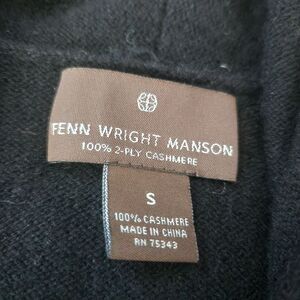 FENN WRIGHT MANSON
100% 2-PLY CASHMERE
S
100% CASHMERE
MADE IN CHINA
RN 75343